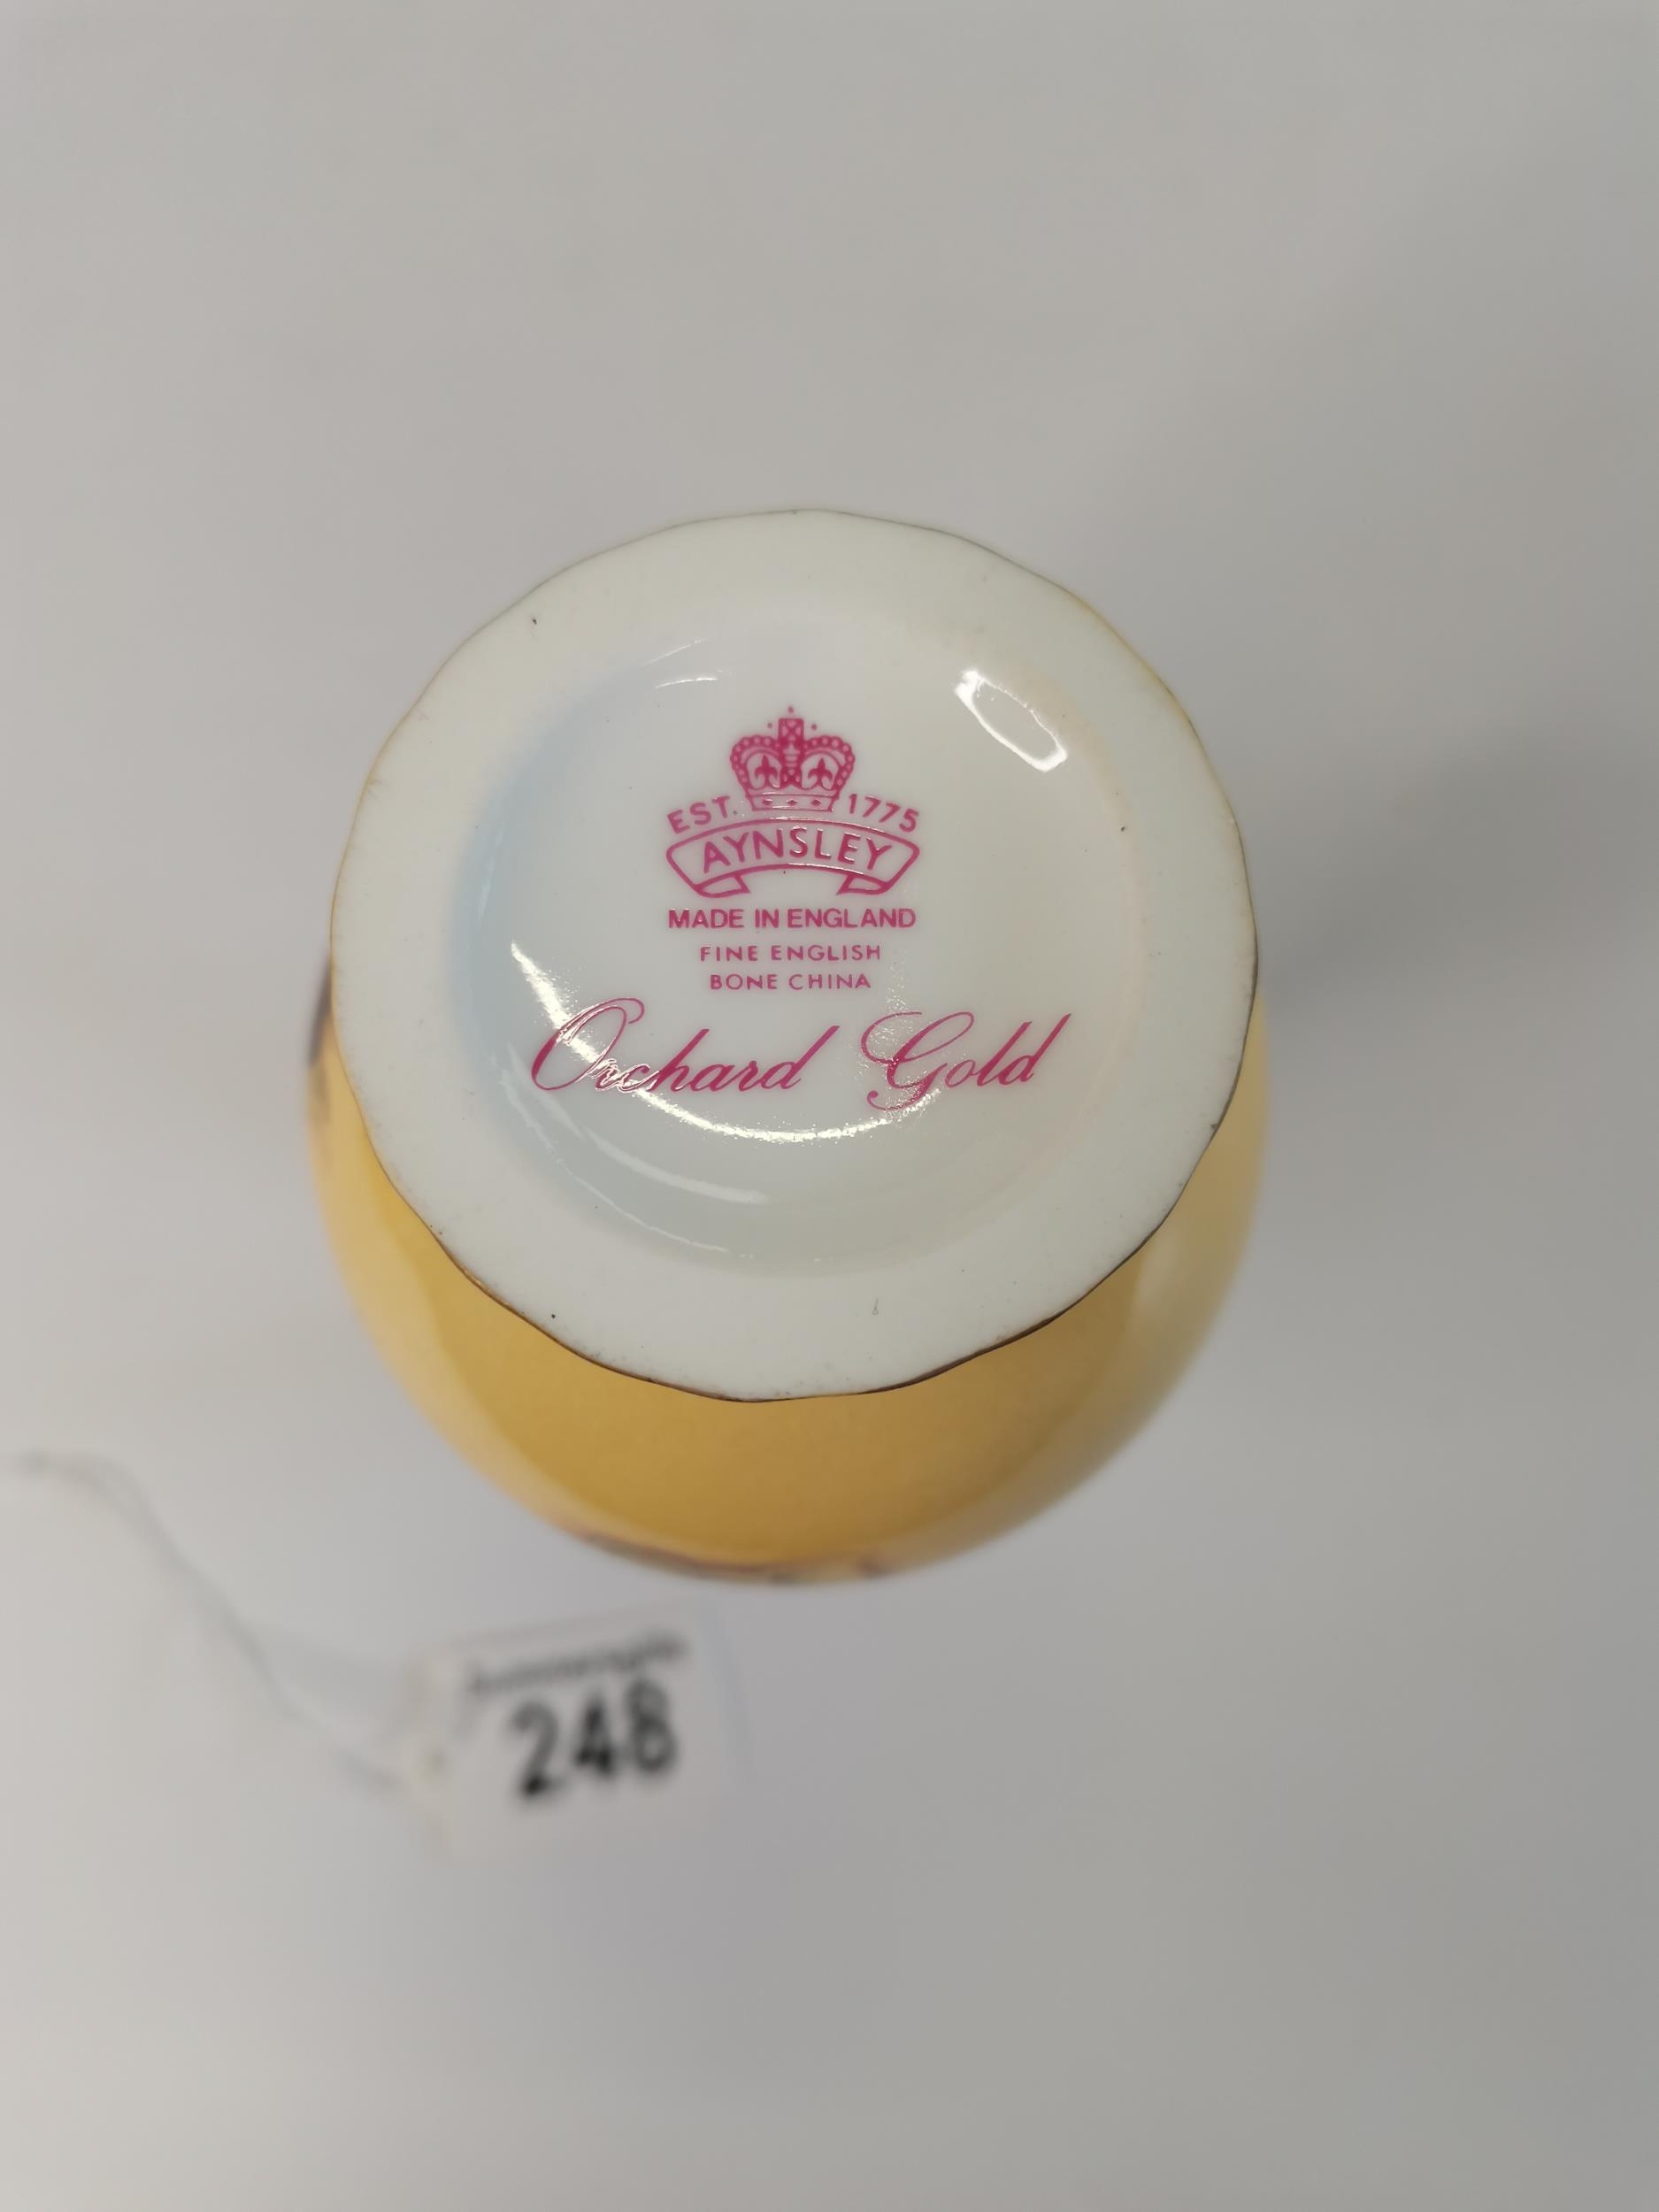 EST. 1775
AYNSLEY
MADE IN ENGLAND
FINE ENGLISH
BONE CHINA
Orchard Gold
248